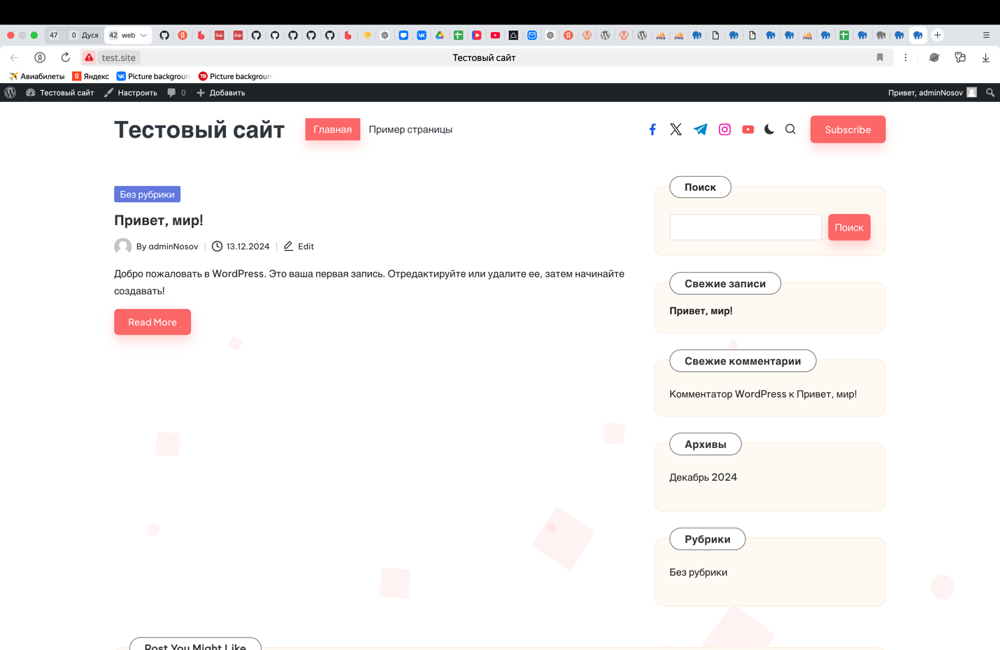 47
0 Дуся
42 web
test.site
Тестовый сайт
Авиабилеты
Яндекс
Picture backgroun
Picture backgroun
Тестовый сайт
Настроить
0
Добавить
Привет, adminNosov
Тестовый сайт
Главная
Пример страницы
Subscribe
Без рубрики
Привет, мир!
By adminNosov
13.12.2024
Edit
Добро пожаловать в WordPress. Это ваша первая запись. Отредактируйте или удалите ее, затем начинайте
создавать!
Read More
Поиск
Поиск
Свежие записи
Привет, мир!
Свежие комментарии
Комментатор WordPress к Привет, мир!
Архивы
Декабрь 2024
Рубрики
Без рубрики
Post You Might Like